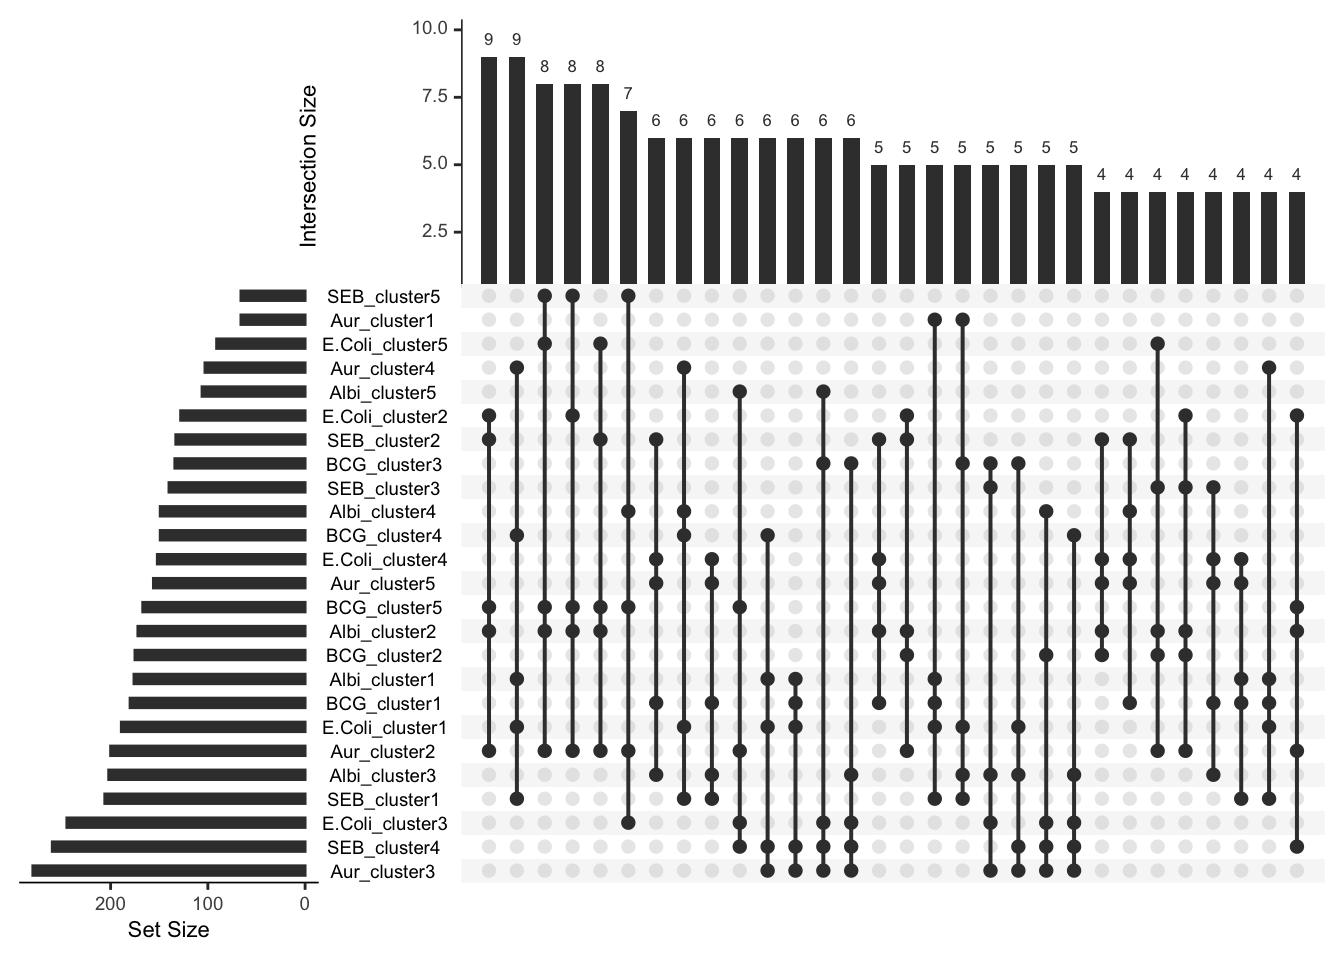 10.0
7.5
5.0
2.5
Intersection Size
9 9 8 8 8 7 6 6 6 6 6 6 6 6 5 5 5 5 5 5 5 5 4 4 4 4 4 4 4 4
SEB_cluster5
Aur_cluster1
E.Coli_cluster5
Aur_cluster4
Albi_cluster5
E.Coli_cluster2
SEB_cluster2
BCG_cluster3
SEB_cluster3
Albi_cluster4
BCG_cluster4
E.Coli_cluster4
Aur_cluster5
BCG_cluster5
Albi_cluster2
BCG_cluster2
Albi_cluster1
BCG_cluster1
E.Coli_cluster1
Aur_cluster2
Albi_cluster3
SEB_cluster1
E.Coli_cluster3
SEB_cluster4
Aur_cluster3
200 100 0
Set Size